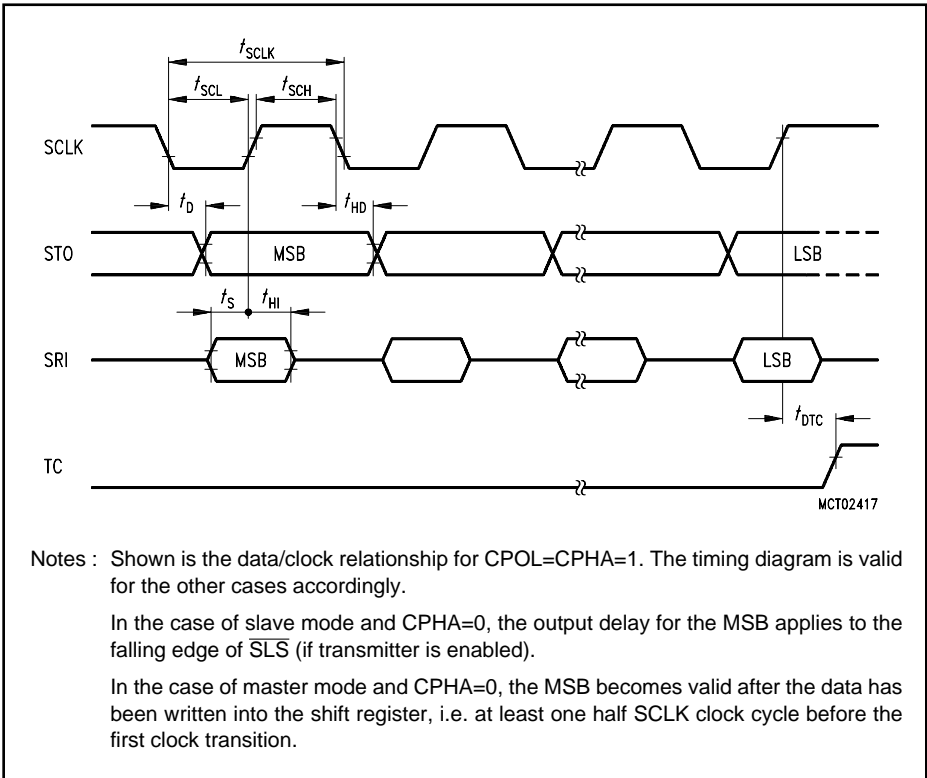 tSCLK
tSCL tSCH
SCLK
tD tHD
STO MSB LSB
tS tHI
SRI MSB LSB
tDTC
TC
MCT02417
Notes : Shown is the data/clock relationship for CPOL=CPHA=1. The timing diagram is valid
for the other cases accordingly.
In the case of slave mode and CPHA=0, the output delay for the MSB applies to the
falling edge of S̅L̅S̅ (if transmitter is enabled).
In the case of master mode and CPHA=0, the MSB becomes valid after the data has
been written into the shift register, i.e. at least one half SCLK clock cycle before the
first clock transition.